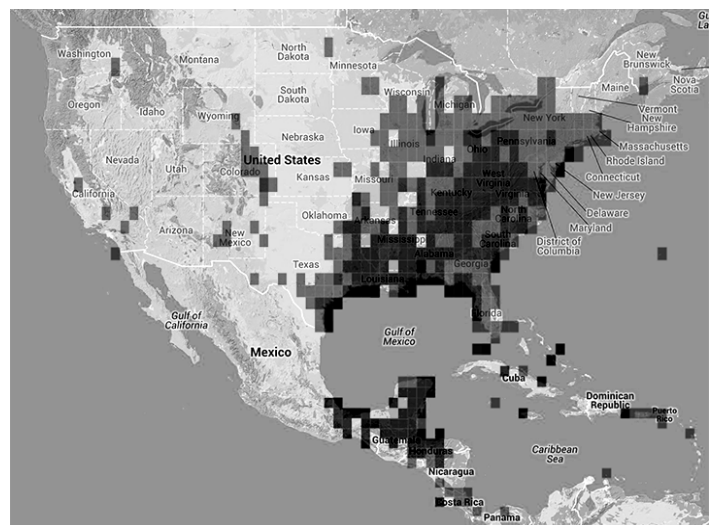 Gu
La
Washington
Montana
North
Dakota
Minnesota
New
Brunswick
Maine
Nova
Scotia
Oregon
Idaho
South
Dakota
Wisconsin
Michigan
Vermont
New
Hampshire
Wyoming
Iowa
New York
Nebraska
Illinois
Indiana
Ohio
Pennsylvania
Massachusetts
Rhode Island
Nevada
Utah
Colorado
United States
Kansas
Missouri
West
Virginia
Connecticut
California
Kentucky
Virginia
New Jersey
Oklahoma
Arkansas
Tennessee
North
Carolina
Delaware
Maryland
Arizona
New
Mexico
Mississippi
South
Carolina
District of
Columbia
Texas
Alabama
Georgia
Louisiana
Gulf of
California
Florida
Gulf of
Mexico
Mexico
Cuba
Dominican
Republic
Puerto
Rico
Guatemala
Honduras
Caribbean
Sea
Nicaragua
Costa Rica
Panama